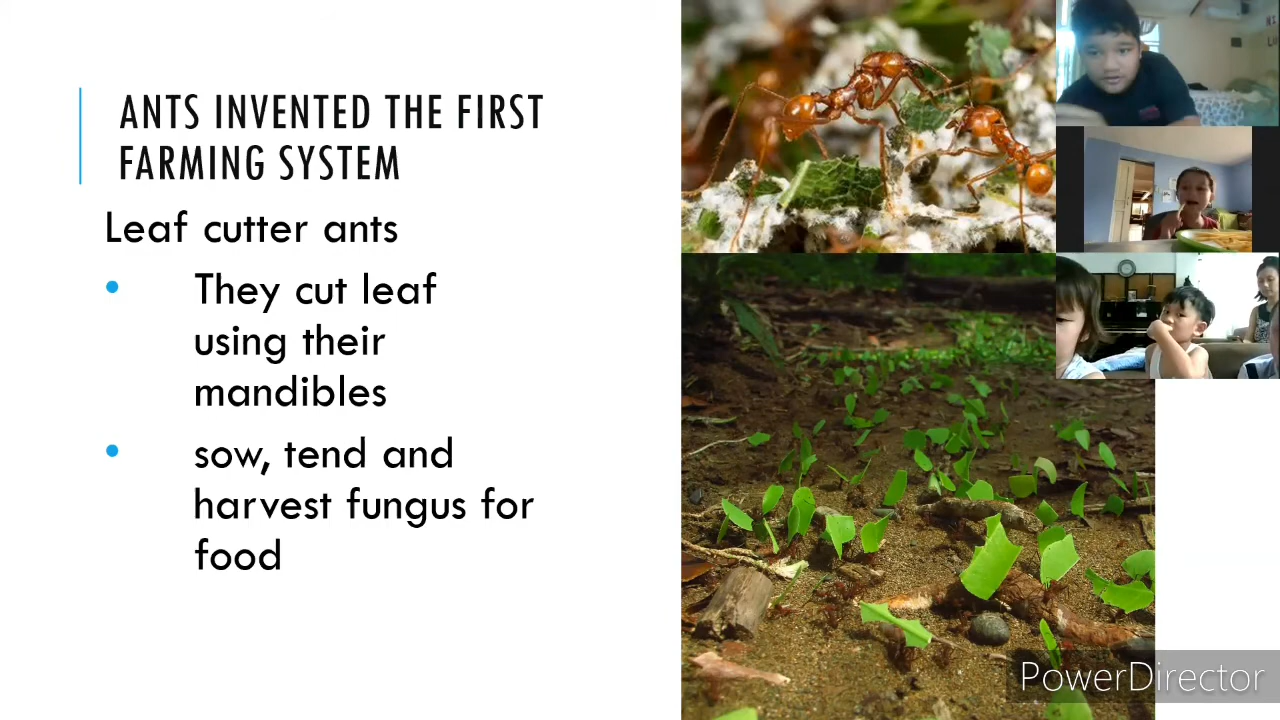 ANTS INVENTED THE FIRST
FARMING SYSTEM
Leaf cutter ants
• They cut leaf
using their
mandibles
• sow, tend and
harvest fungus for
food
PowerDirector